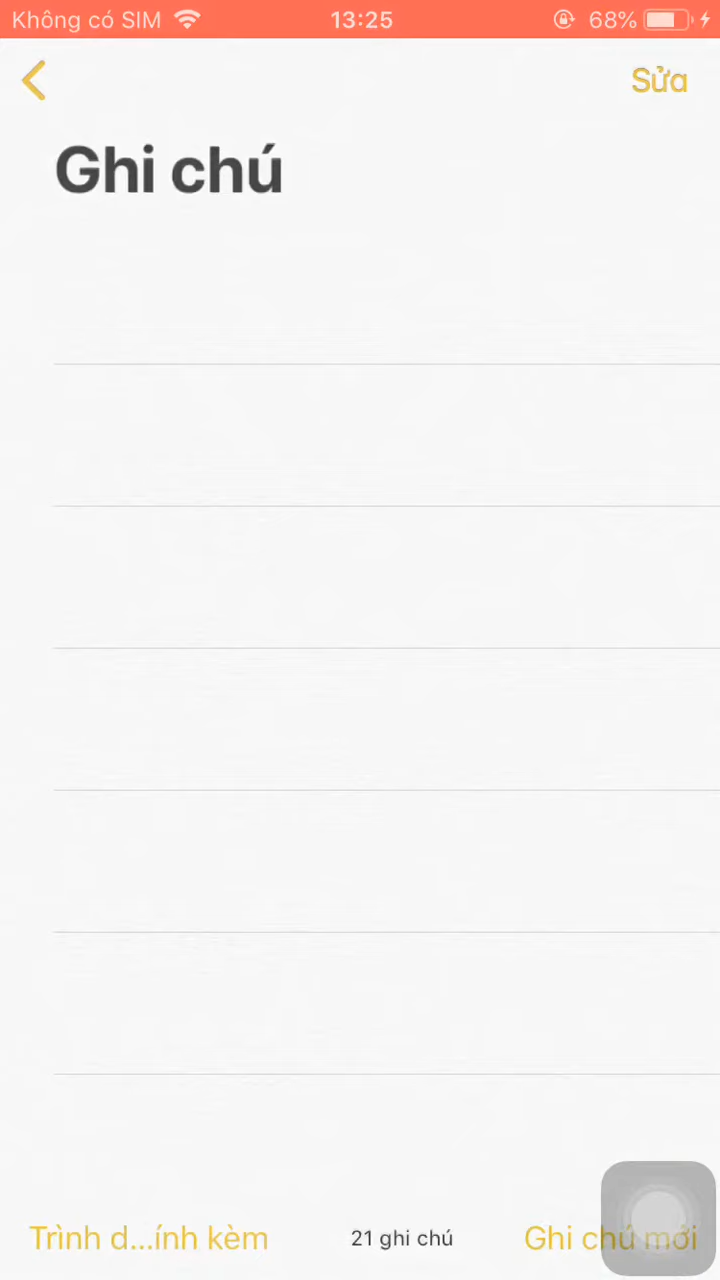 Không có SIM 13:25 68%
Sửa
Ghi chú
Trình d...ính kèm 21 ghi chú Ghi chú mới